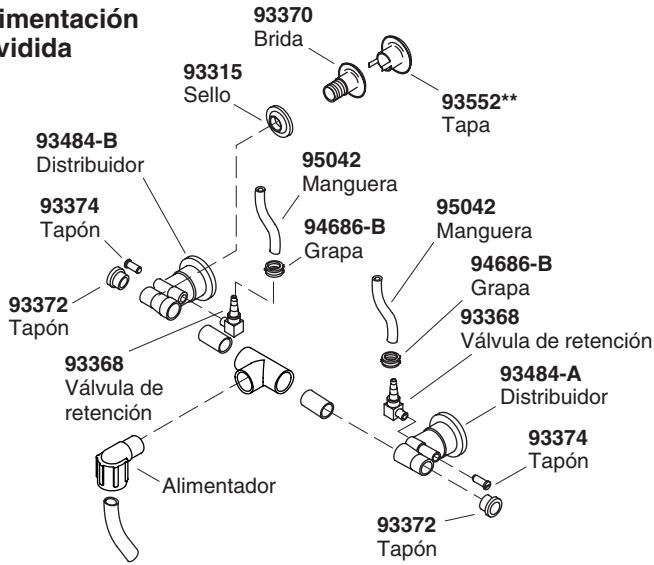 imentación
vidida
93370
Brida
93315
Sello
93552**
Tapa
93484-B
Distribuidor
95042
Manguera
93374
Tapón
95042
Manguera
94686-B
Grapa
94686-B
Grapa
93372
Tapón
93368
Válvula de retención
93368
Válvula de
retención
93484-A
Distribuidor
93374
Tapón
Alimentador
93372
Tapón